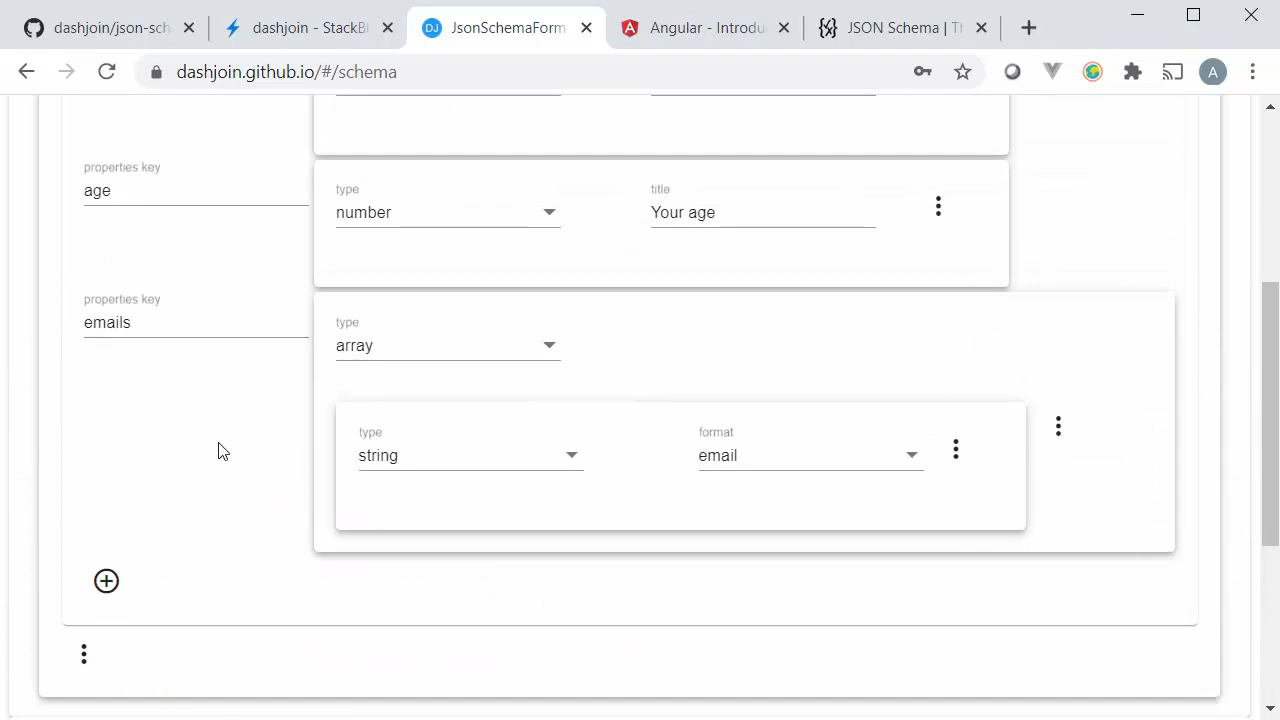 dashjoin/json-sch
dashjoin - StackBl
DJ JsonSchemaForm
Angular - Introdu
JSON Schema | Th
dashjoin.github.io/#/schema
A
properties key
age
type
number
title
Your age
properties key
emails
type
array
type
string
format
email